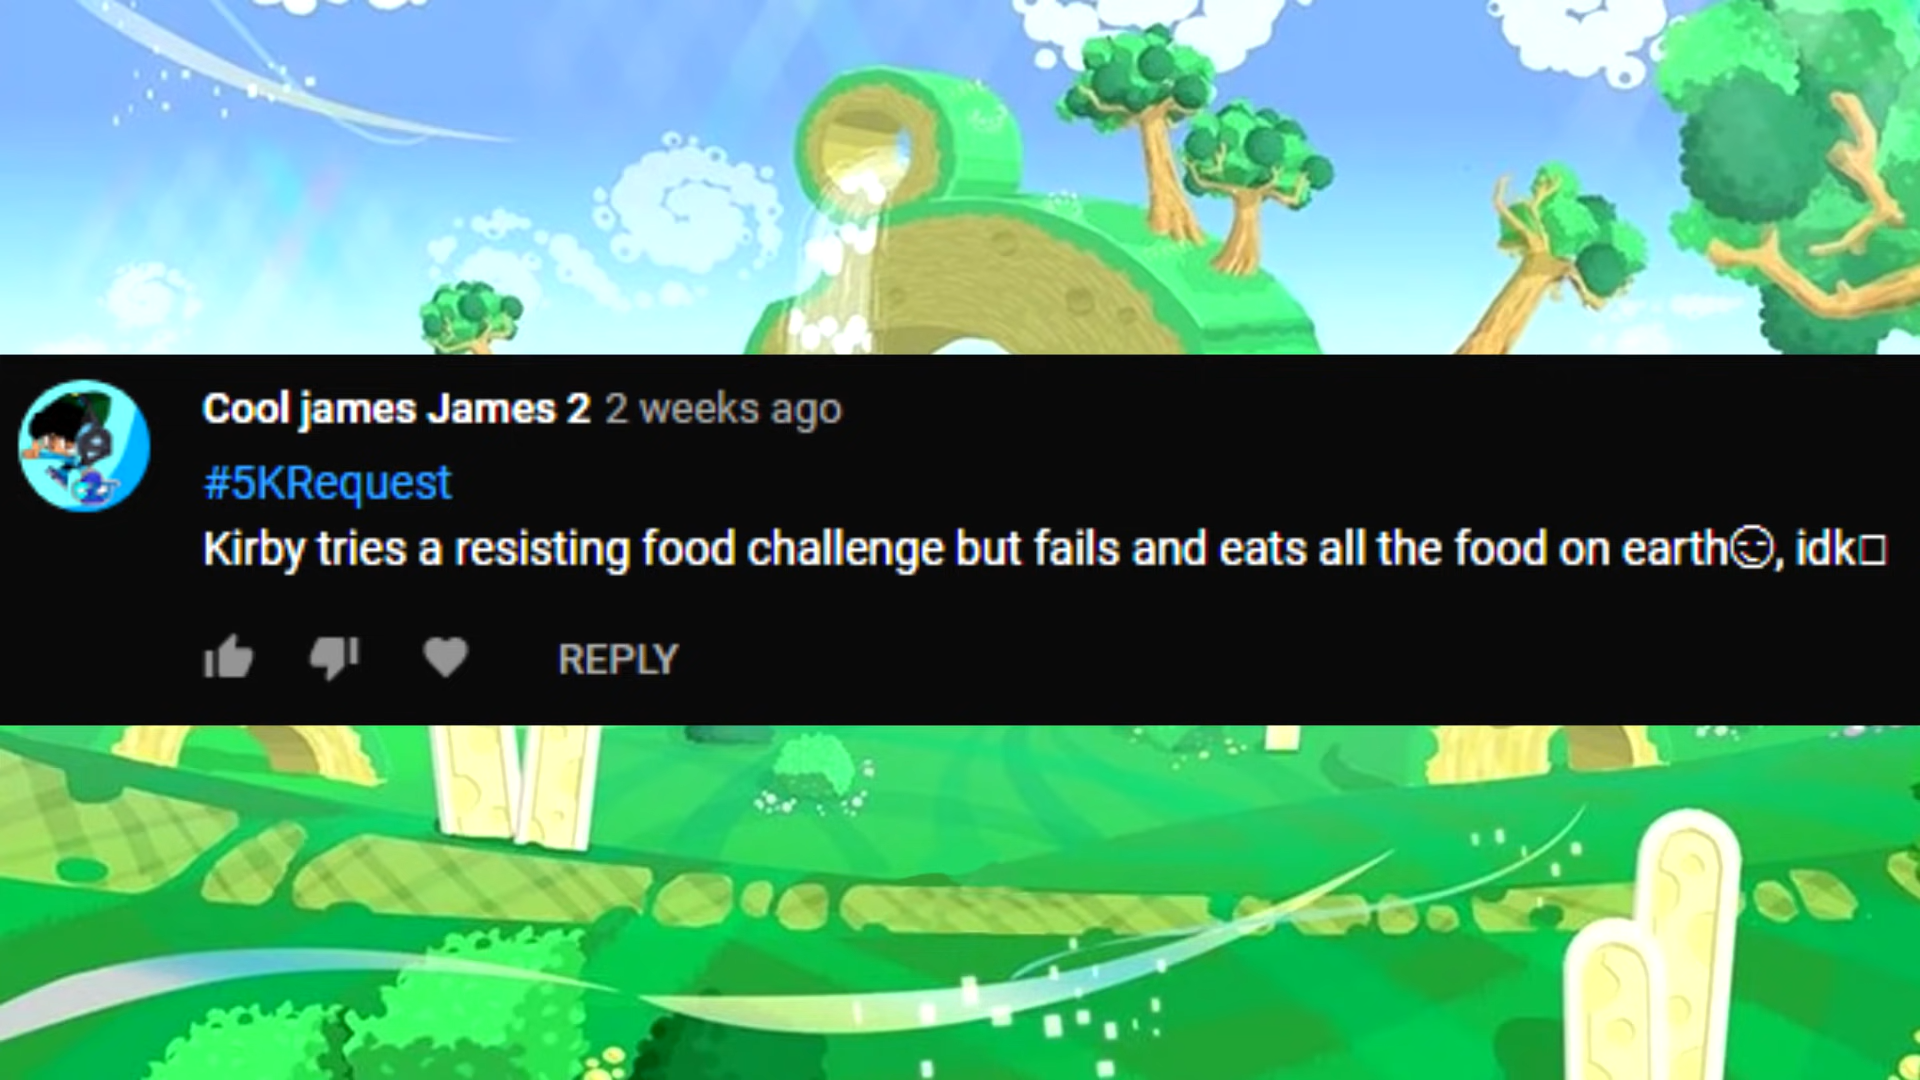 Cool james James 2 2 weeks ago
#5KRequest
Kirby tries a resisting food challenge but fails and eats all the food on earth😏, idk□
REPLY